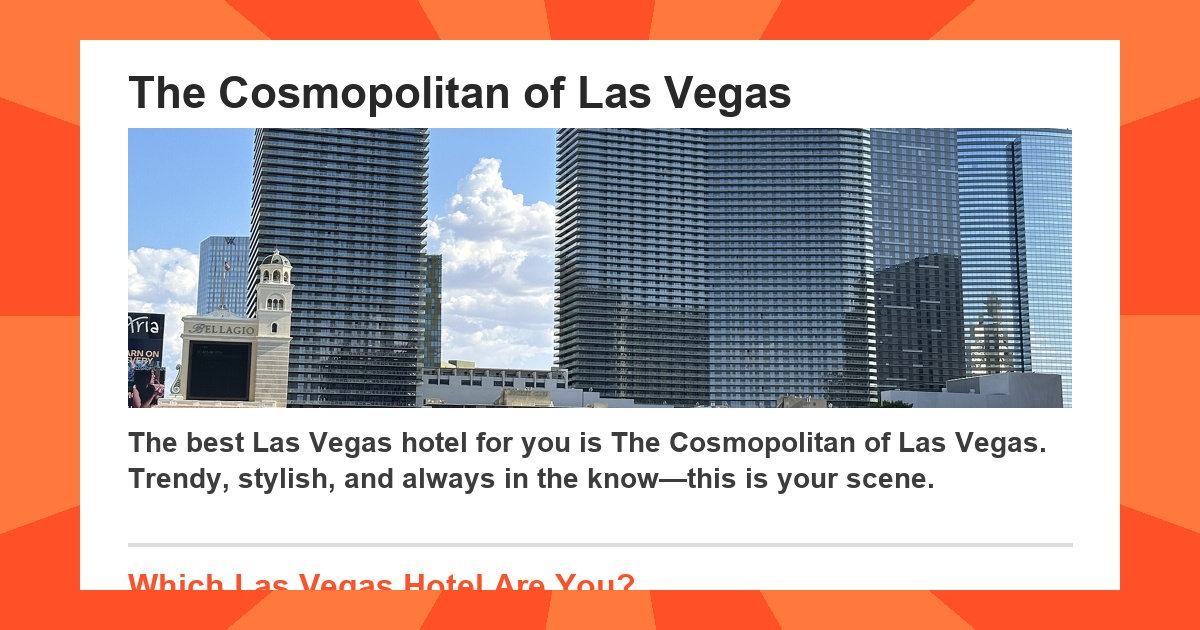 The Cosmopolitan of Las Vegas
BELLAGIO
Aria
ARN ON
EVERY
The best Las Vegas hotel for you is The Cosmopolitan of Las Vegas.
Trendy, stylish, and always in the know—this is your scene.
Which Las Vegas Hotel Are You?